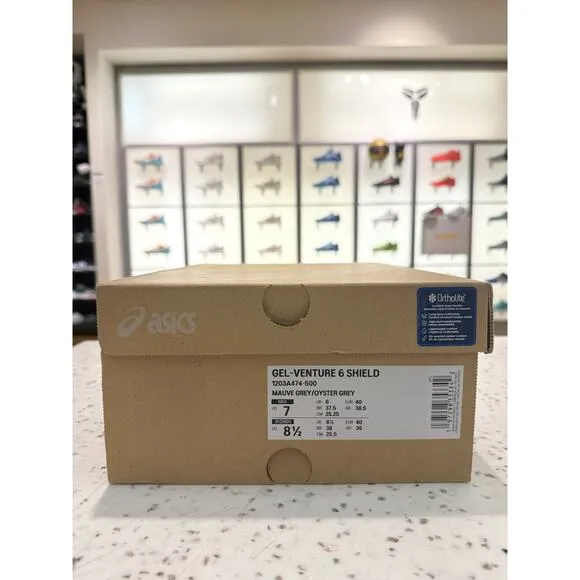 asics
OrthoLite
GEL-VENTURE 6 SHIELD
1203A474-500
MAUVE GREY/OYSTER GREY
MEN
US 7 UK 6 EUR 40
BR 37.5 AR 38.5
CM 25.25
WOMEN
US 8½ UK 6½ EUR 40
BR 38 AR 39
CM 25.5